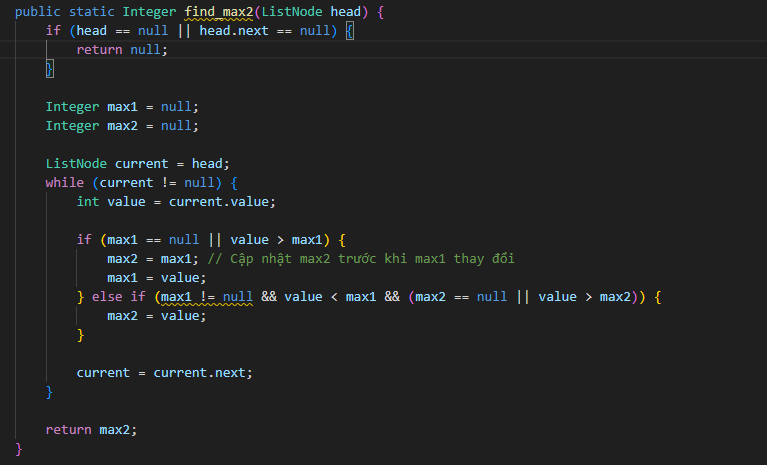 public static Integer find_max2(ListNode head) {
if (head == null || head.next == null) {
return null;
}
Integer max1 = null;
Integer max2 = null;
ListNode current = head;
while (current != null) {
int value = current.value;
if (max1 == null || value > max1) {
max2 = max1; // Cập nhật max2 trước khi max1 thay đổi
max1 = value;
} else if (max1 != null && value < max1 && (max2 == null || value > max2)) {
max2 = value;
}
current = current.next;
}
return max2;
}